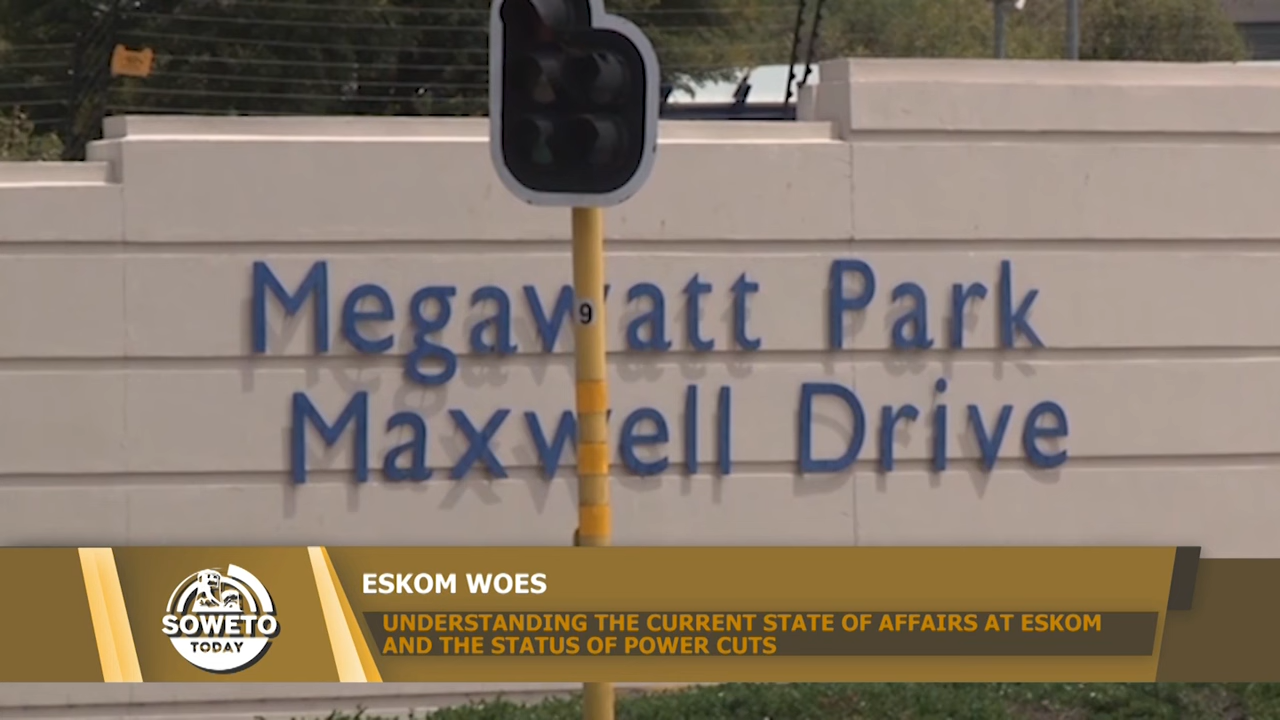 Megawatt Park
9
Maxwell Drive
ESKOM WOES
UNDERSTANDING THE CURRENT STATE OF AFFAIRS AT ESKOM
AND THE STATUS OF POWER CUTS
SOWETO
TODAY